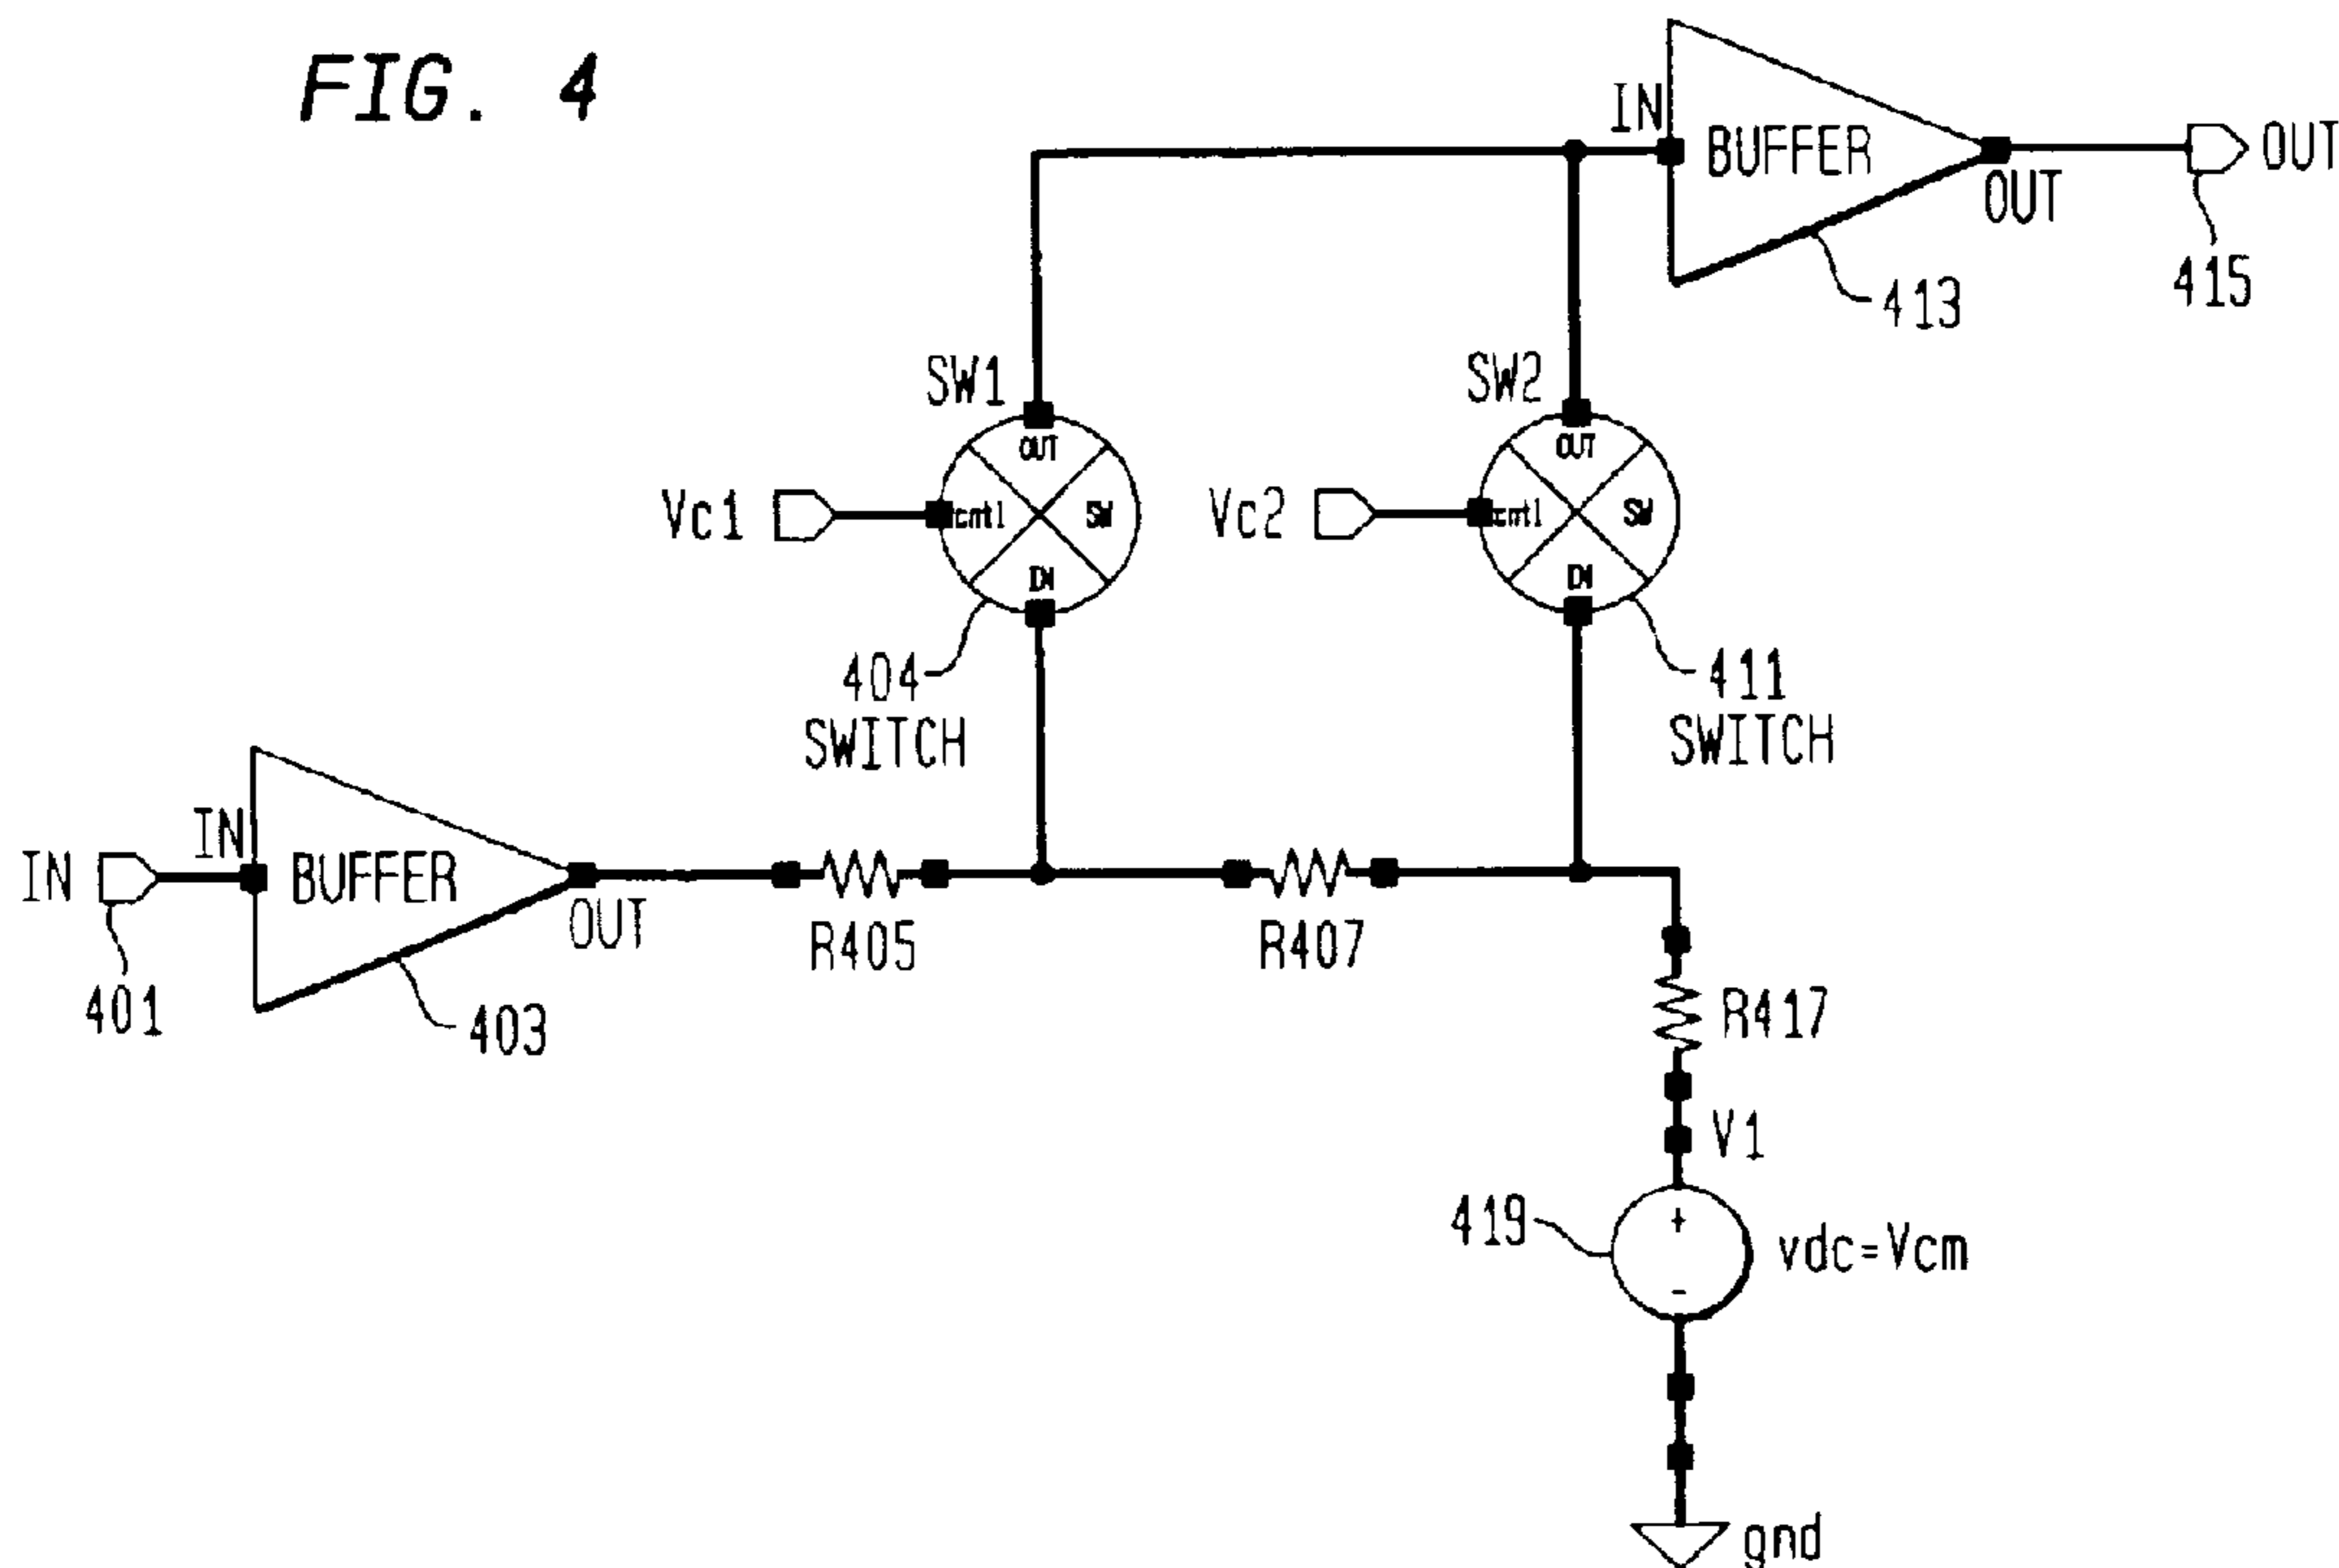 FIG. 4
IN
BUFFER
OUT
OUT
413
415
SW1
SW2
OUT
OUT
Vc1
cntl
SW
Vc2
cntl
SW
IN
IN
404
SWITCH
411
SWITCH
IN
IN
BUFFER
OUT
401
403
R405
R407
R417
V1
419
+
-
vdc=Vcm
gnd